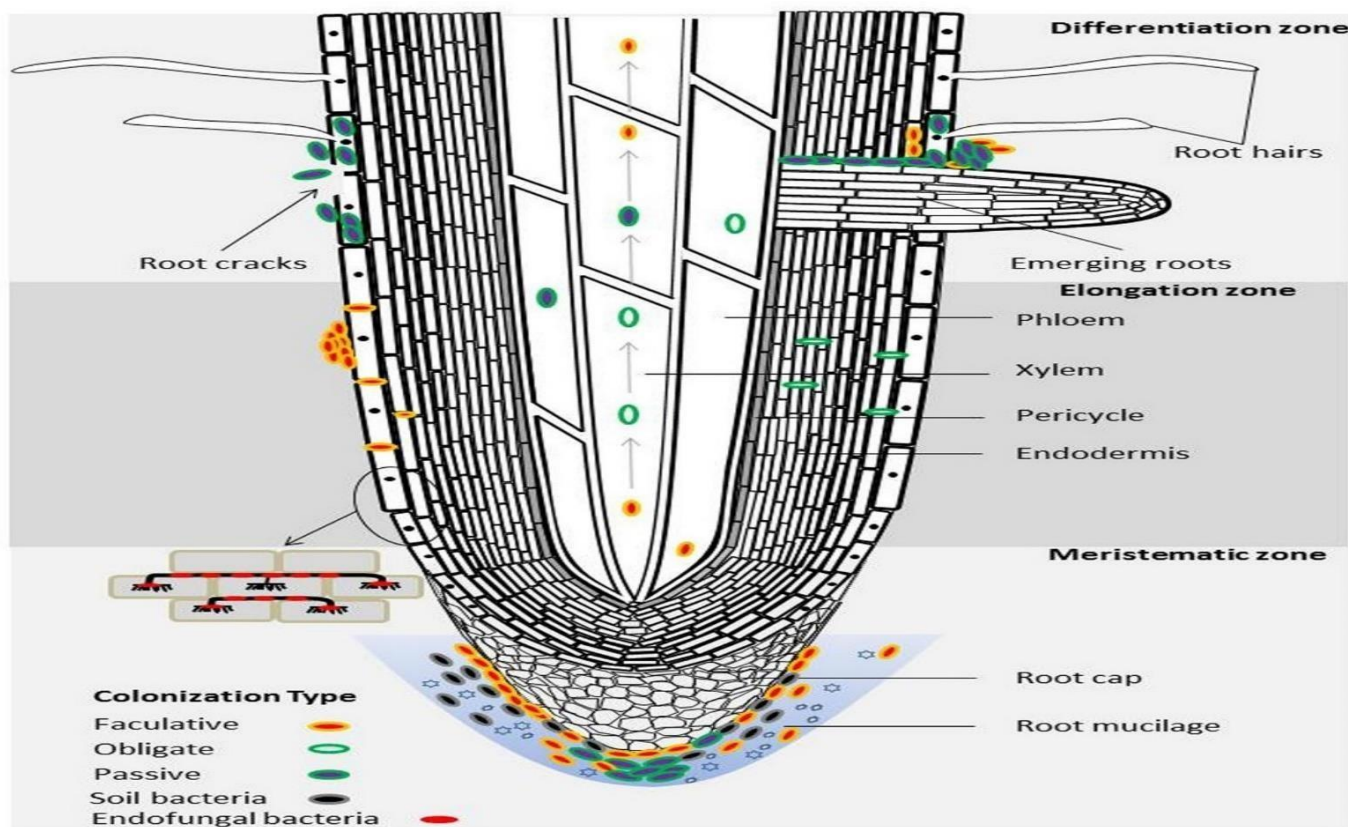 Differentiation zone
Root hairs
Root cracks
Emerging roots
Elongation zone
Phloem
Xylem
Pericycle
Endodermis
Meristematic zone
Root cap
Root mucilage
Colonization Type
Faculative
Obligate
Passive
Soil bacteria
Endofungal bacteria